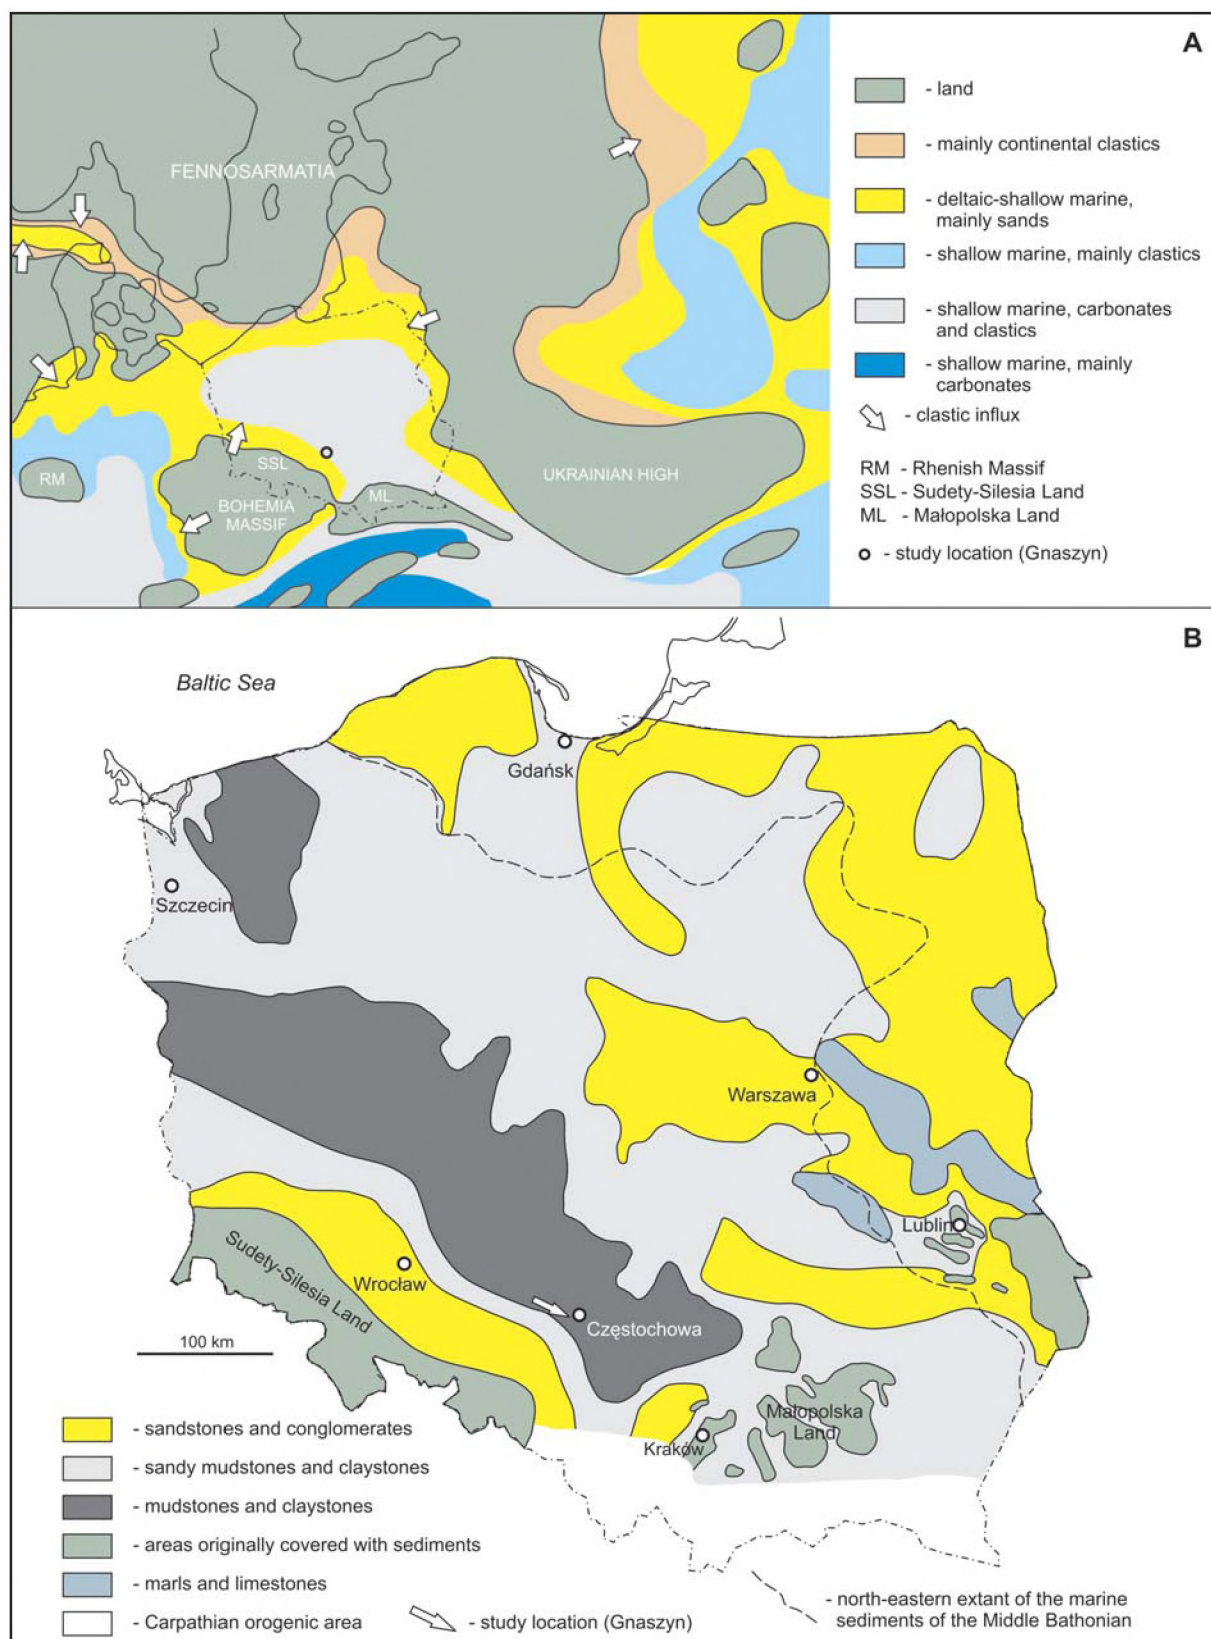 A
FENNOSARMATIA
RM
SSL
BOHEMIA
MASSIF
ML
UKRAINIAN HIGH
- land
- mainly continental clastics
- deltaic-shallow marine,
mainly sands
- shallow marine, mainly clastics
- shallow marine, carbonates
and clastics
- shallow marine, mainly
carbonates
- clastic influx
RM - Rhenish Massif
SSL - Sudety-Silesia Land
ML - Małopolska Land
- study location (Gnaszyn)
B
Baltic Sea
Gdańsk
Szczecin
Warszawa
Lublin
Wrocław
Sudety-Silesia Land
Częstochowa
100 km
Małopolska
Land
Kraków
- sandstones and conglomerates
- sandy mudstones and claystones
- mudstones and claystones
- areas originally covered with sediments
- marls and limestones
- Carpathian orogenic area
- study location (Gnaszyn)
- north-eastern extant of the marine
sediments of the Middle Bathonian